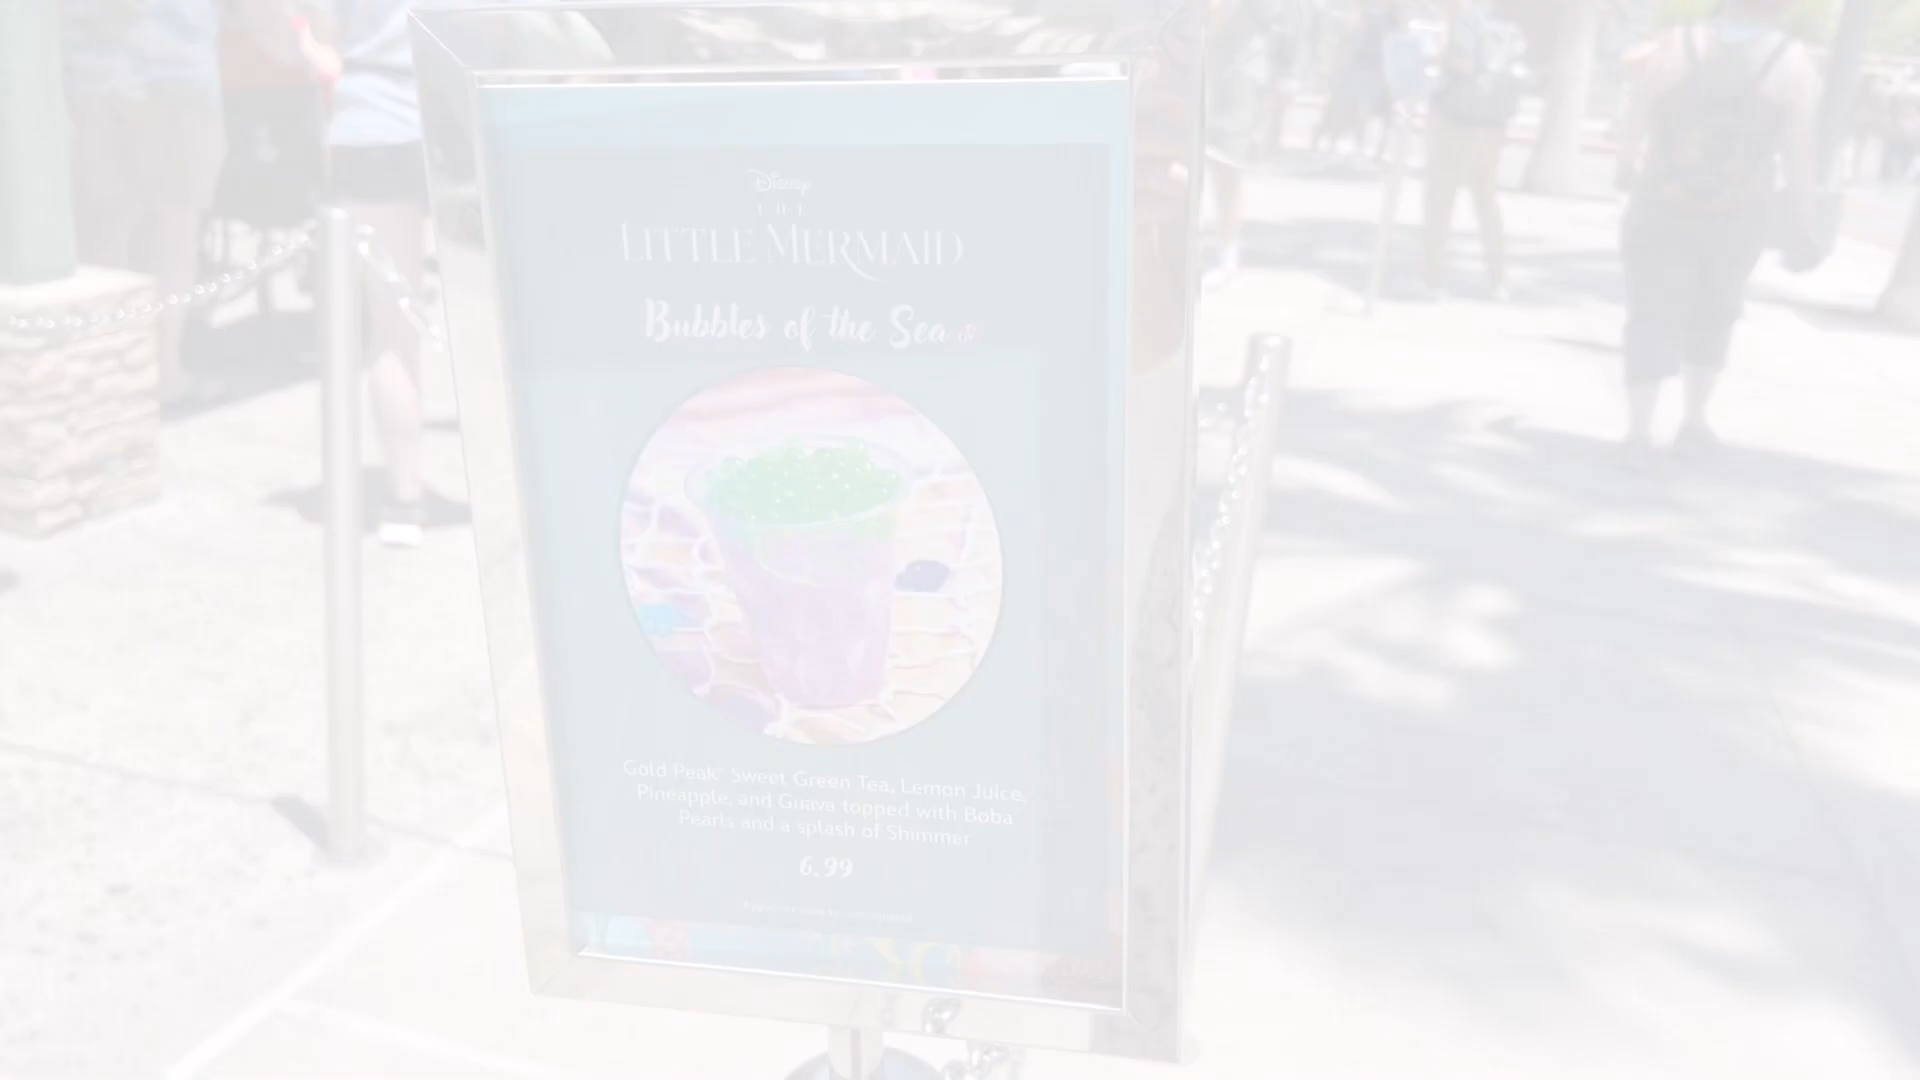 Disney
THE
LITTLE MERMAID
Bubbles of the Sea
Gold Peak® Sweet Green Tea, Lemon Juice,
Pineapple, and Guava topped with Boba
Pearls and a splash of Shimmer
6.99